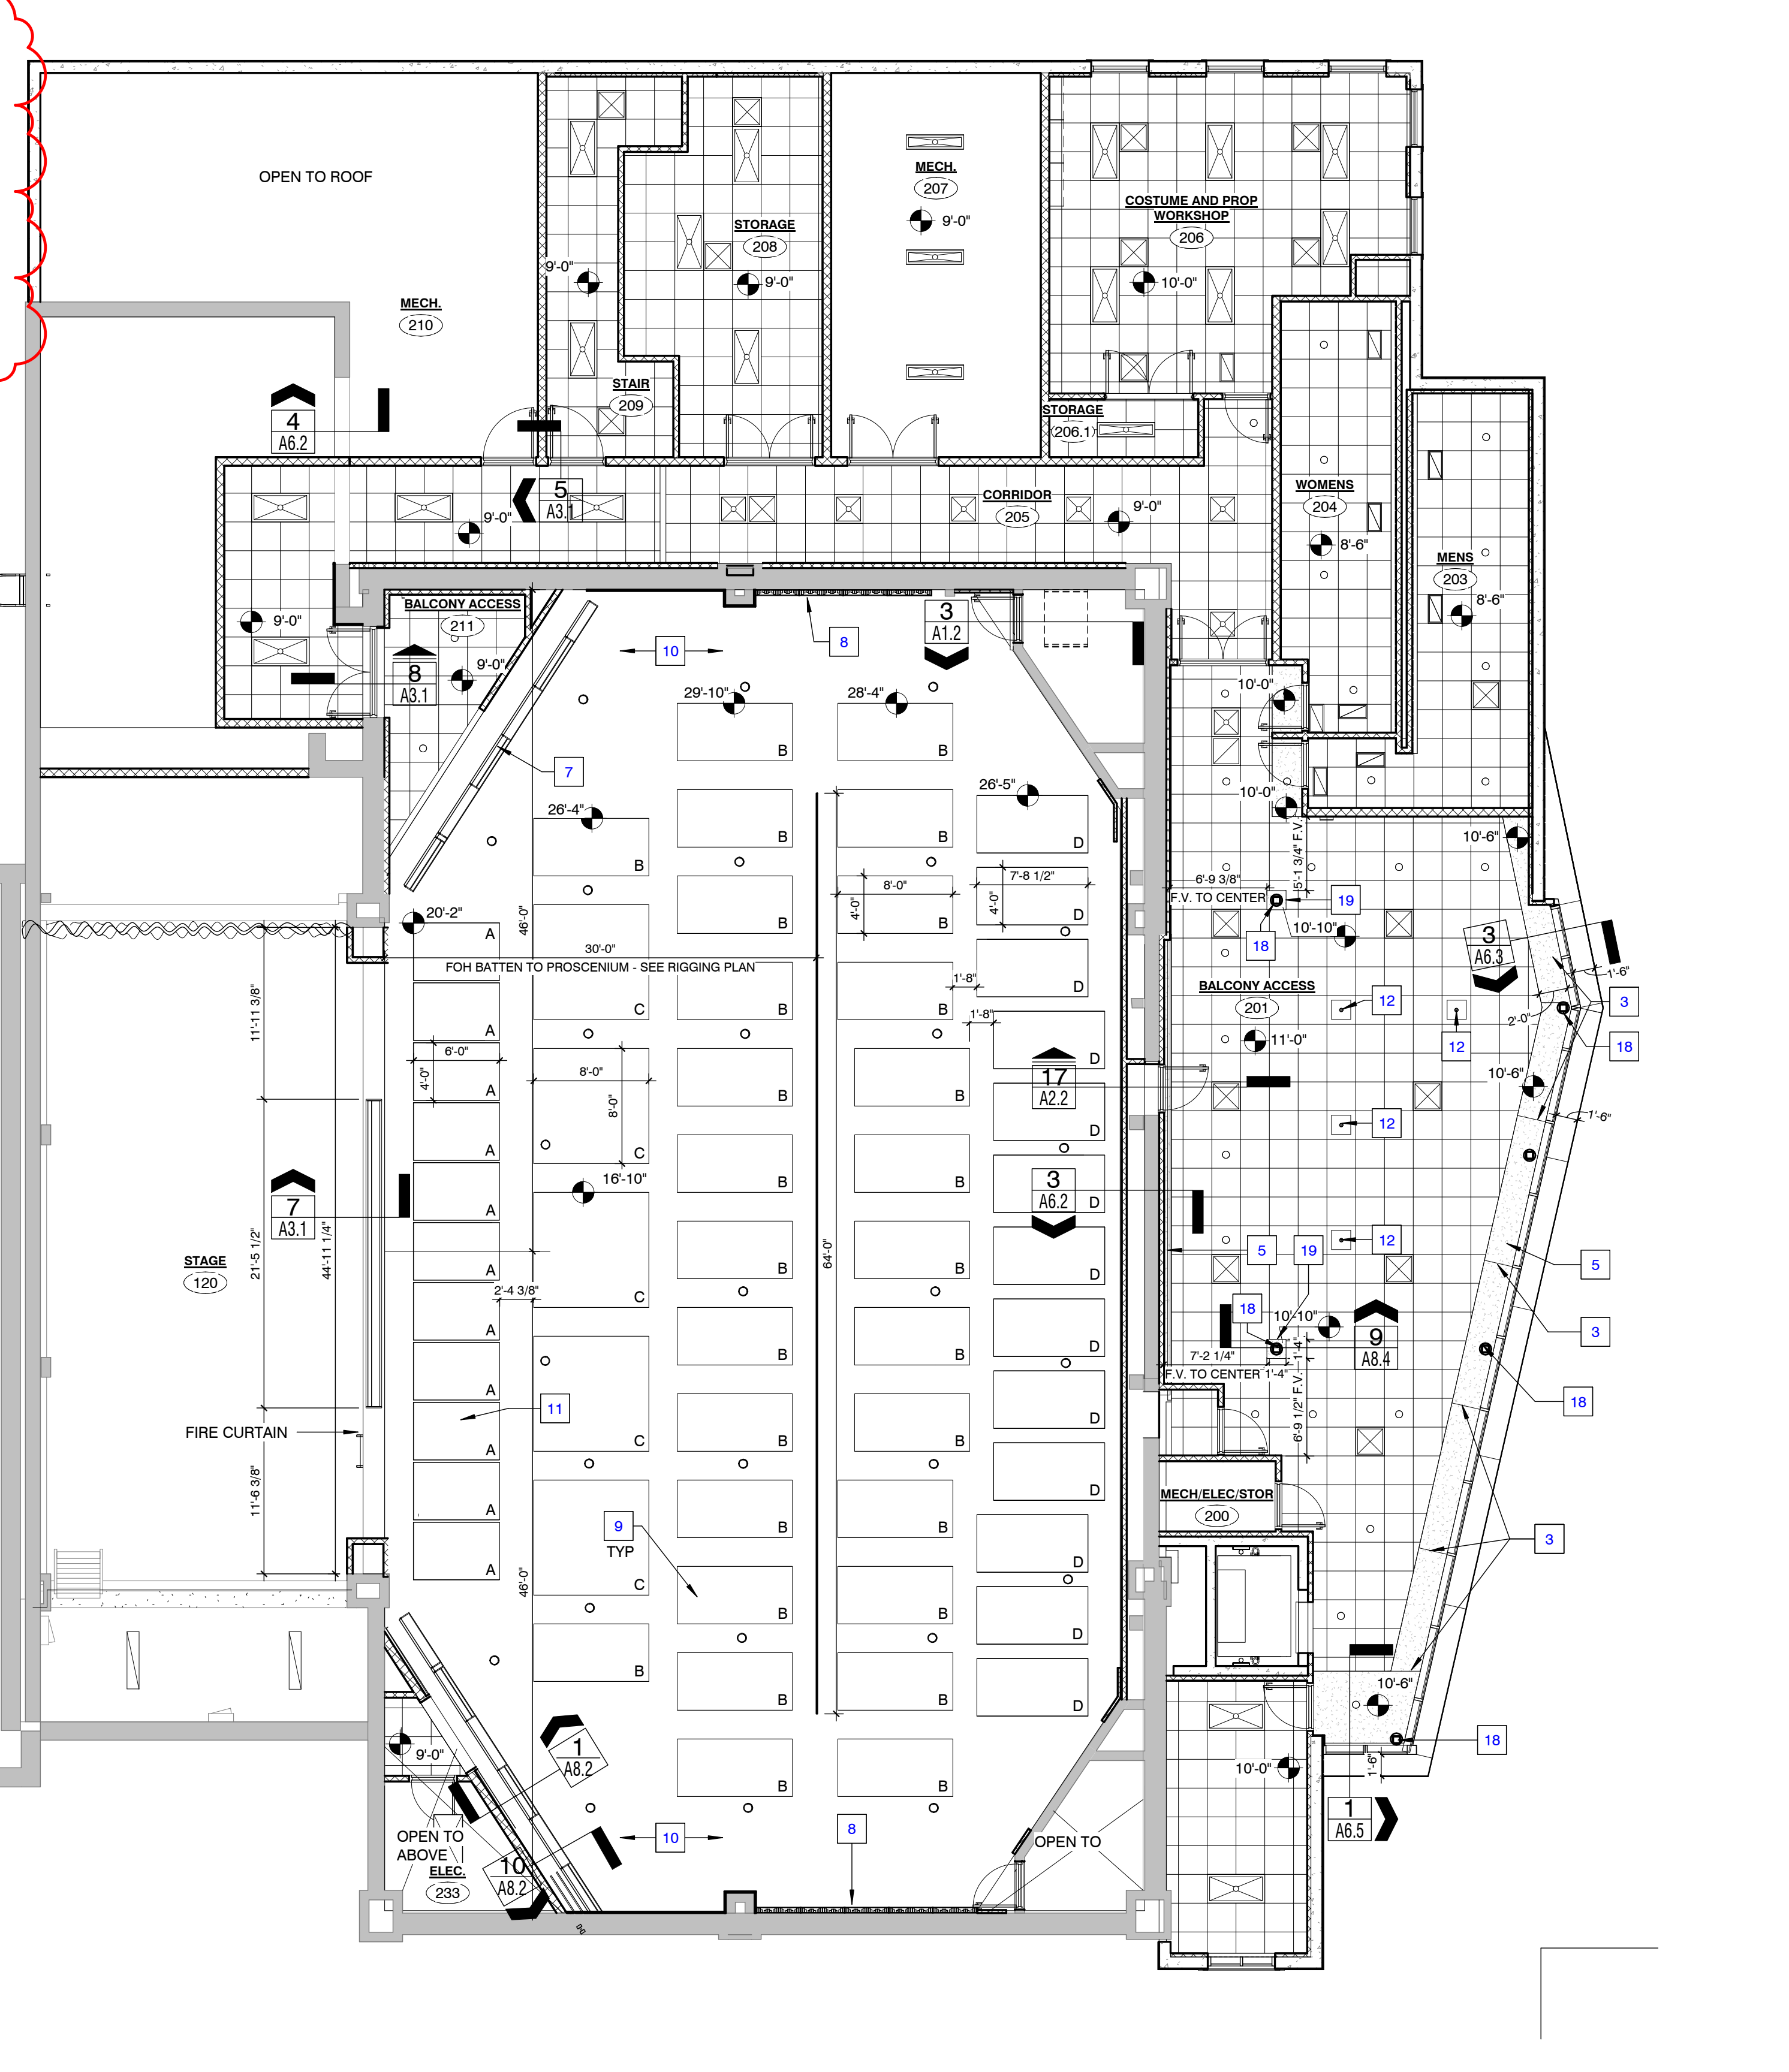 OPEN TO ROOF
MECH.
210
9'-0"
STAIR
209
STORAGE
208
9'-0"
MECH.
207
9'-0"
COSTUME AND PROP
WORKSHOP
206
10'-0"
STORAGE
206.1
4
A6.2
5
A3.1
9'-0"
CORRIDOR
205
9'-0"
WOMENS
204
8'-6"
MENS
203
8'-6"
BALCONY ACCESS
211
9'-0"
9'-0"
8
A3.1
10
8
3
A1.2
29'-10"
28'-4"
B
B
7
26'-4"
B
B
B
26'-5"
D
10'-0"
10'-0"
10'-6"
5'-1 3/4" F.V.
6'-9 3/8"
F.V. TO CENTER
19
18
10'-10"
20'-2"
A
46'-0"
30'-0"
FOH BATTEN TO PROSCENIUM - SEE RIGGING PLAN
C
B
8'-0"
4'-0"
B
7'-8 1/2"
4'-0"
D
D
1'-8"
B
1'-8"
3
A6.3
1'-6"
3
2'-0"
18
BALCONY ACCESS
201
12
12
11'-0"
10'-6"
1'-6"
12
12
11'-11 3/8"
A
6'-0"
4'-0"
A
8'-0"
8'-0"
C
B
B
D
17
A2.2
D
A
A
16'-10"
B
B
D
3
A6.2
D
7
A3.1
21'-5 1/2"
44'-11 1/4"
STAGE
120
A
A
2'-4 3/8"
C
B
64'-0"
B
D
5
19
5
18
10'-10"
3
9
A8.4
7'-2 1/4"
F.V. TO CENTER
1'-4"
1'-4"
6'-9 1/2" F.V.
18
A
A
B
B
D
D
11
A
FIRE CURTAIN
11'-6 3/8"
C
B
B
D
A
A
9
TYP
46'-0"
C
B
B
B
B
D
D
D
MECH/ELEC/STOR
200
3
B
B
B
10'-6"
18
1'-6"
1
A6.5
10'-0"
9'-0"
1
A8.2
B
B
10
8
OPEN TO
OPEN TO
ABOVE
ELEC.
233
10
A8.2